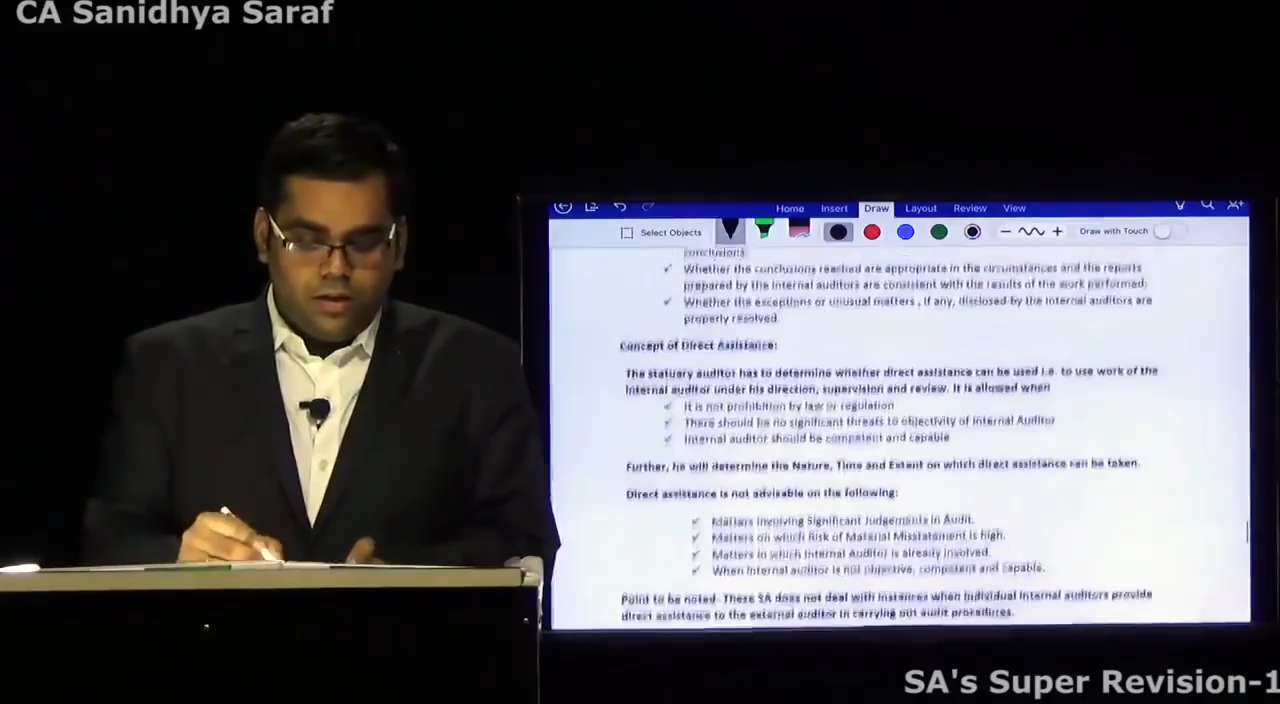 CA Sanidhya Saraf
Home Insert Draw Layout Review View
Select Objects
Draw with Touch
conclusions
✓ Whether the conclusions reached are appropriate in the circumstances and the reports
prepared by the internal auditors are consistent with the results of the work performed;
✓ Whether the exceptions or unusual matters , if any, disclosed by the internal auditors are
properly resolved.
Concept of Direct Assistance:
The statuary auditor has to determine whether direct assistance can be used i.e. to use work of the
internal auditor under his direction, supervision and review. It is allowed when
✓ It is not prohibition by law or regulation
✓ There should be no significant threats to objectivity of Internal Auditor
✓ Internal auditor should be competent and capable
Further, he will determine the Nature, Time and Extent on which direct assistance can be taken.
Direct assistance is not advisable on the following:
✓ Matters involving Significant Judgements in Audit.
✓ Matters on which Risk of Material Misstatement is high.
✓ Matters in which Internal Auditor is already involved.
✓ When Internal auditor is not objective, competent and capable.
Point to be noted- These SA does not deal with instances when individual internal auditors provide
direct assistance to the external auditor in carrying out audit procedures.
SA's Super Revision-1